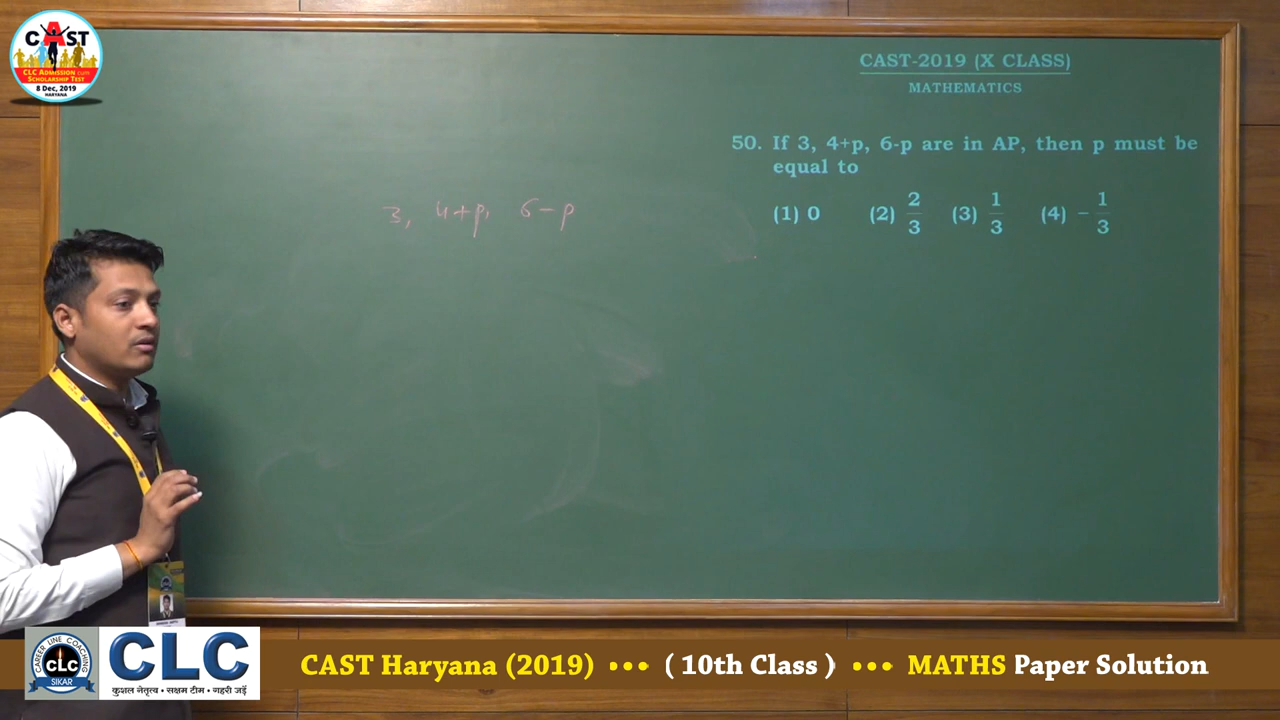 CAST
CLC ADMISSION cum
SCHOLARSHIP TEST
8 Dec, 2019
HARYANA
CAST-2019 (X CLASS)
MATHEMATICS
50. If 3, 4+p, 6-p are in AP, then p must be
equal to
(1) 0 (2) 2/3 (3) 1/3 (4) -1/3
3, 4+p, 6-p
CAREER LINE COACHING
CLC
SIKAR
CLC
कुशल नेतृत्व • सक्षम टीम • गहरी जड़ें
CAST Haryana (2019) ••• ( 10th Class ) ••• MATHS Paper Solution